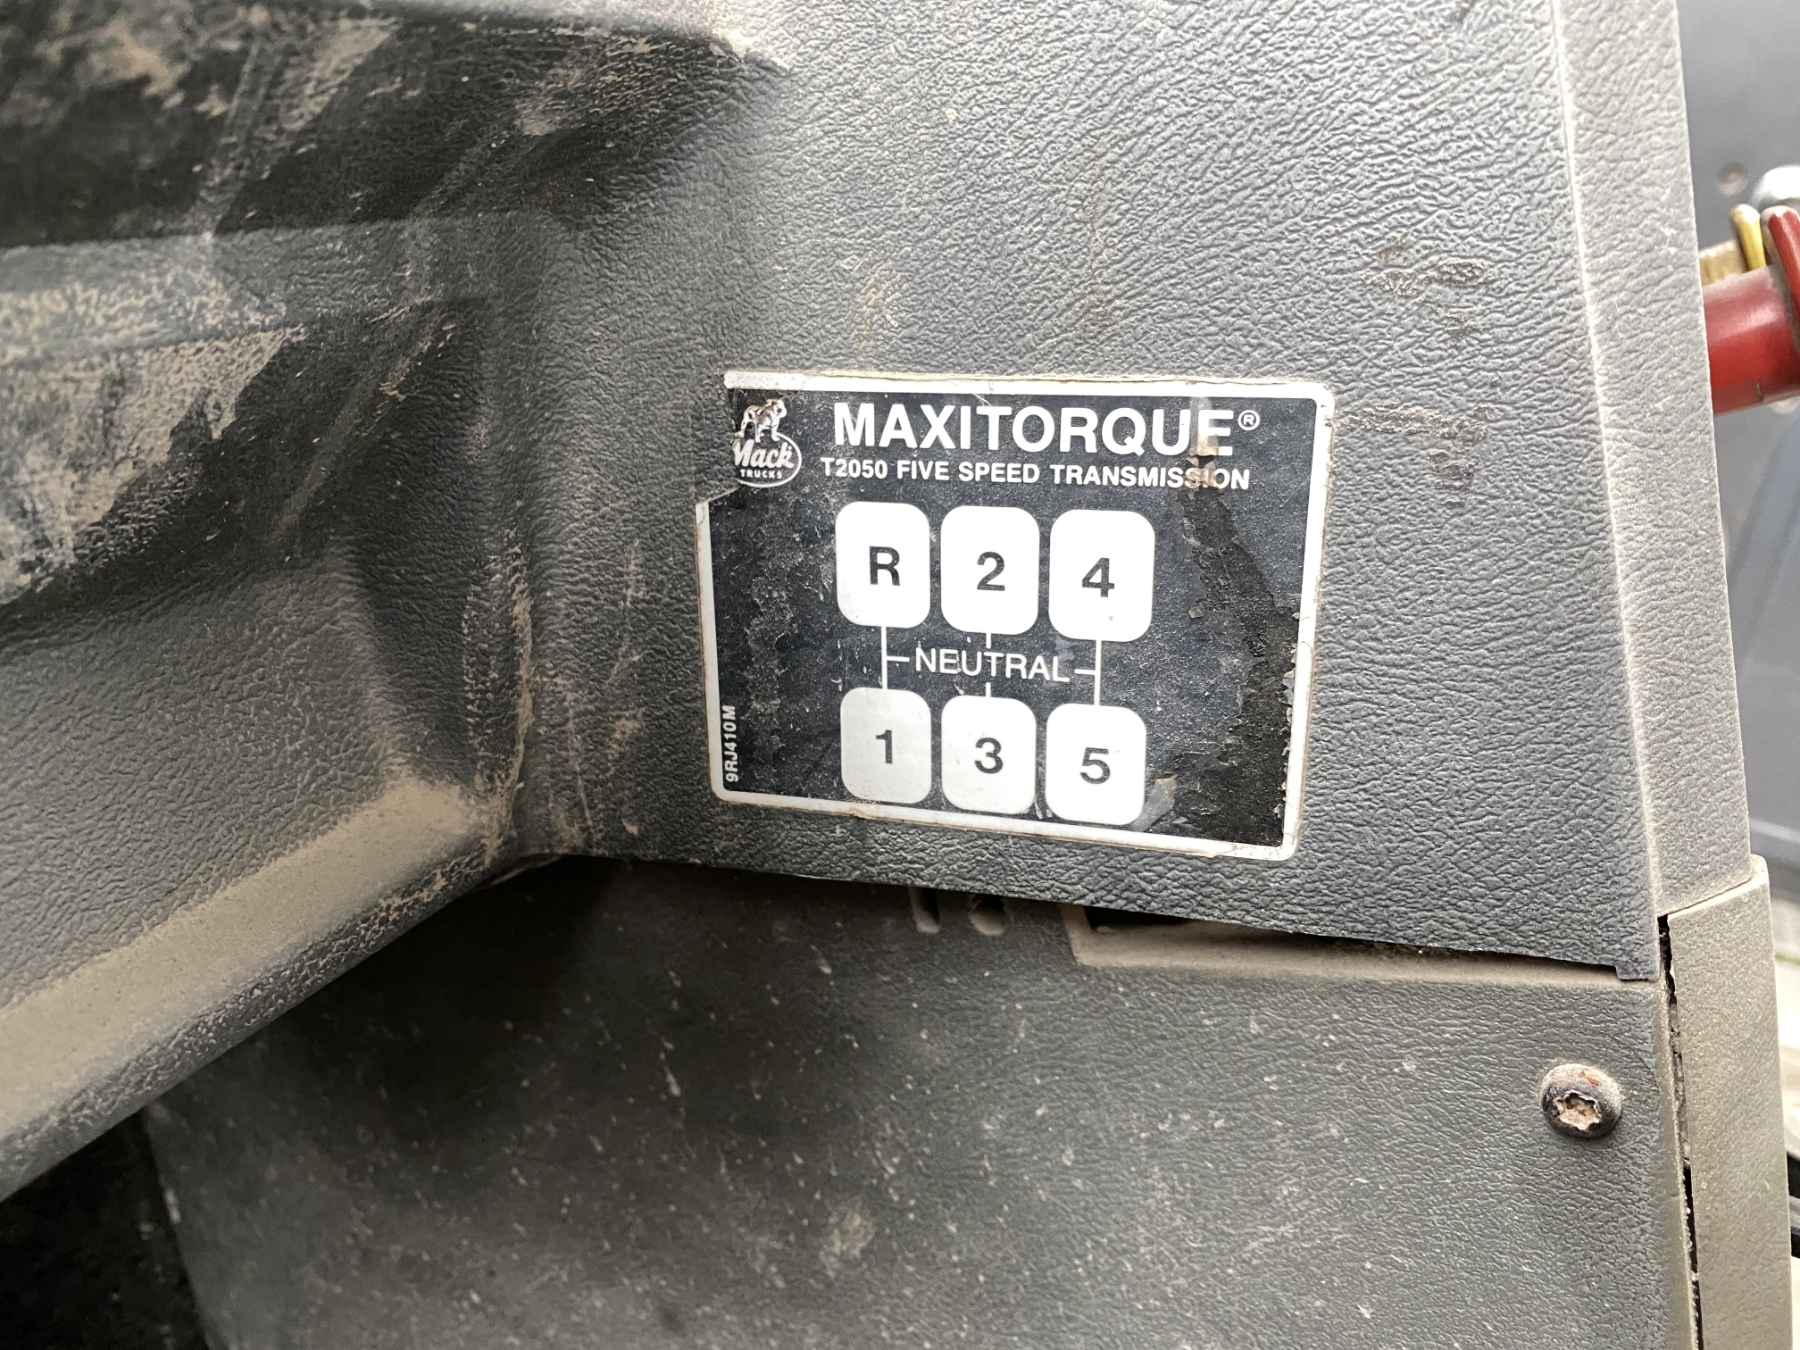 MAXITORQUE®
Mack
TRUCKS
T2050 FIVE SPEED TRANSMISSION
R 2 4
NEUTRAL
1 3 5
9RJ410M